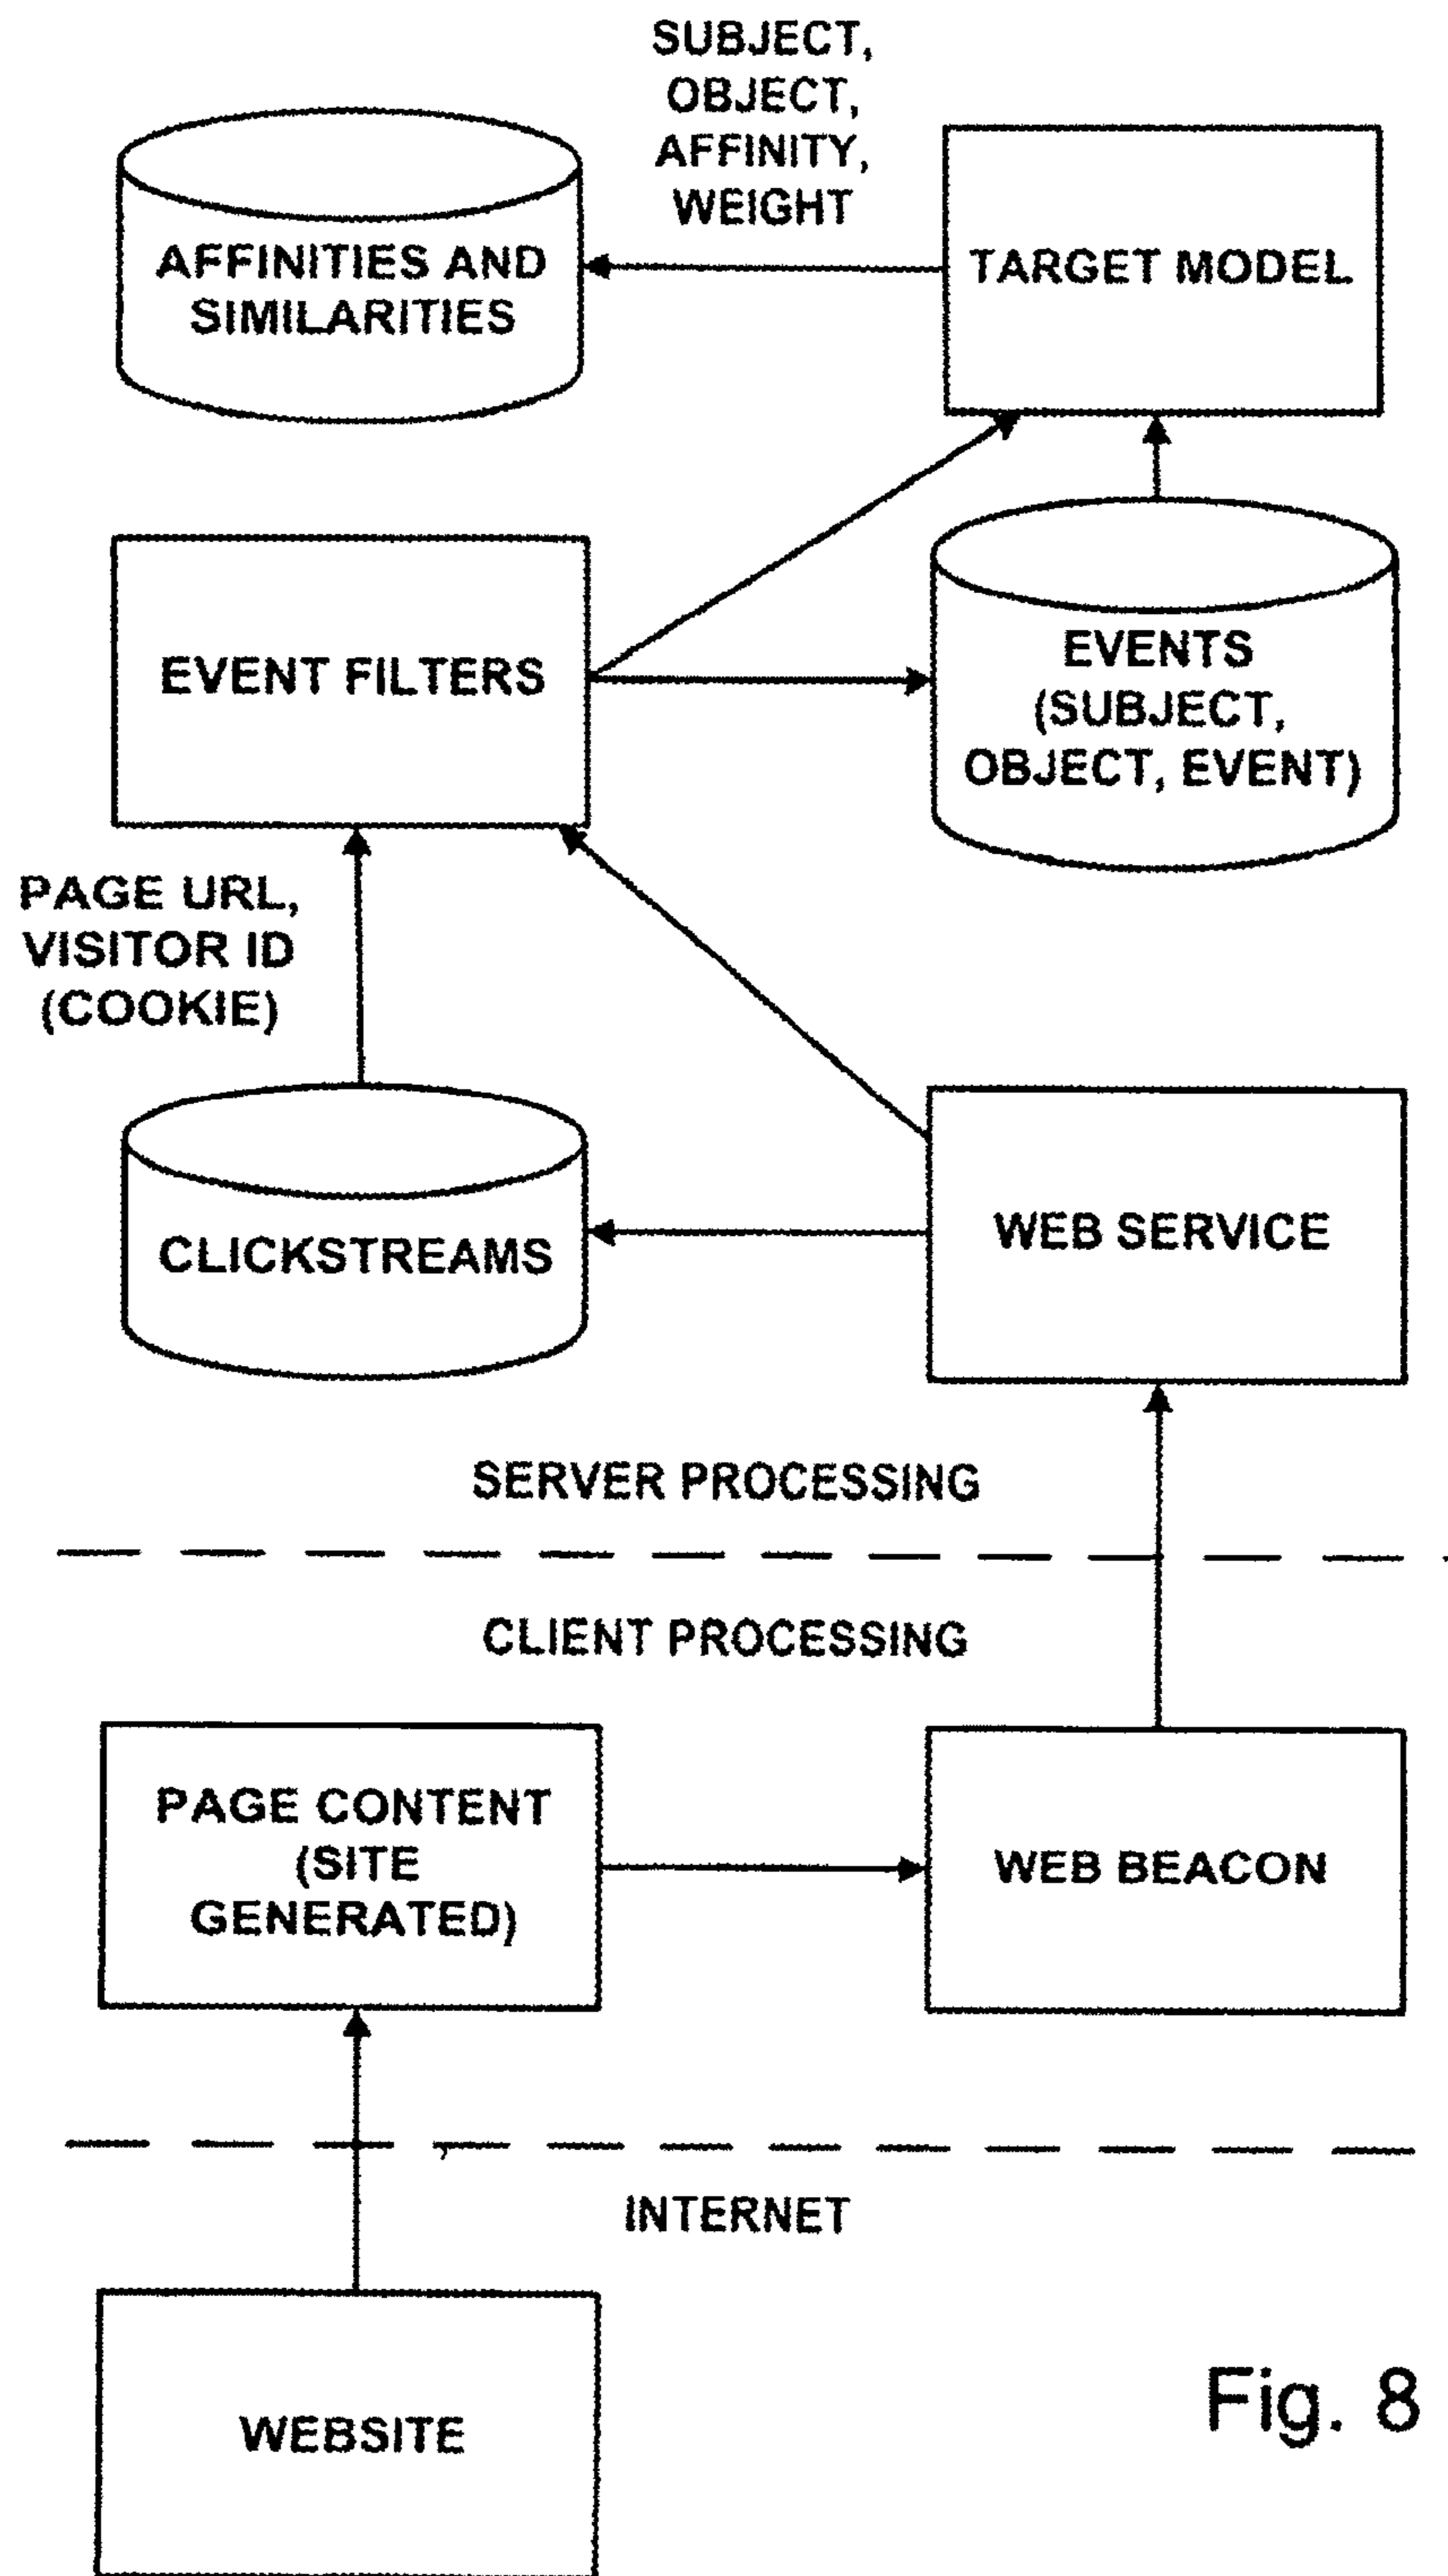 SUBJECT,
OBJECT,
AFFINITY,
WEIGHT
AFFINITIES AND
SIMILARITIES
TARGET MODEL
EVENT FILTERS
EVENTS
(SUBJECT,
OBJECT, EVENT)
PAGE URL,
VISITOR ID
(COOKIE)
CLICKSTREAMS
WEB SERVICE
SERVER PROCESSING
CLIENT PROCESSING
PAGE CONTENT
(SITE
GENERATED)
WEB BEACON
INTERNET
WEBSITE
Fig. 8